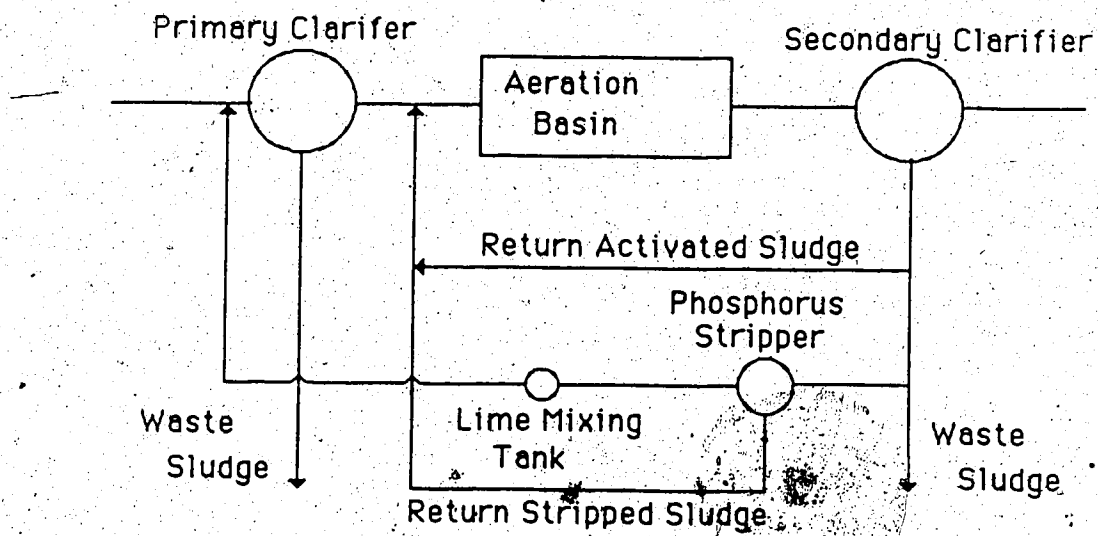 Primary Clarifer
Secondary Clarifier
Aeration
Basin
Return Activated Sludge
Phosphorus
Stripper
Lime Mixing
Tank
Waste
Sludge
Waste
Sludge
Return Stripped Sludge